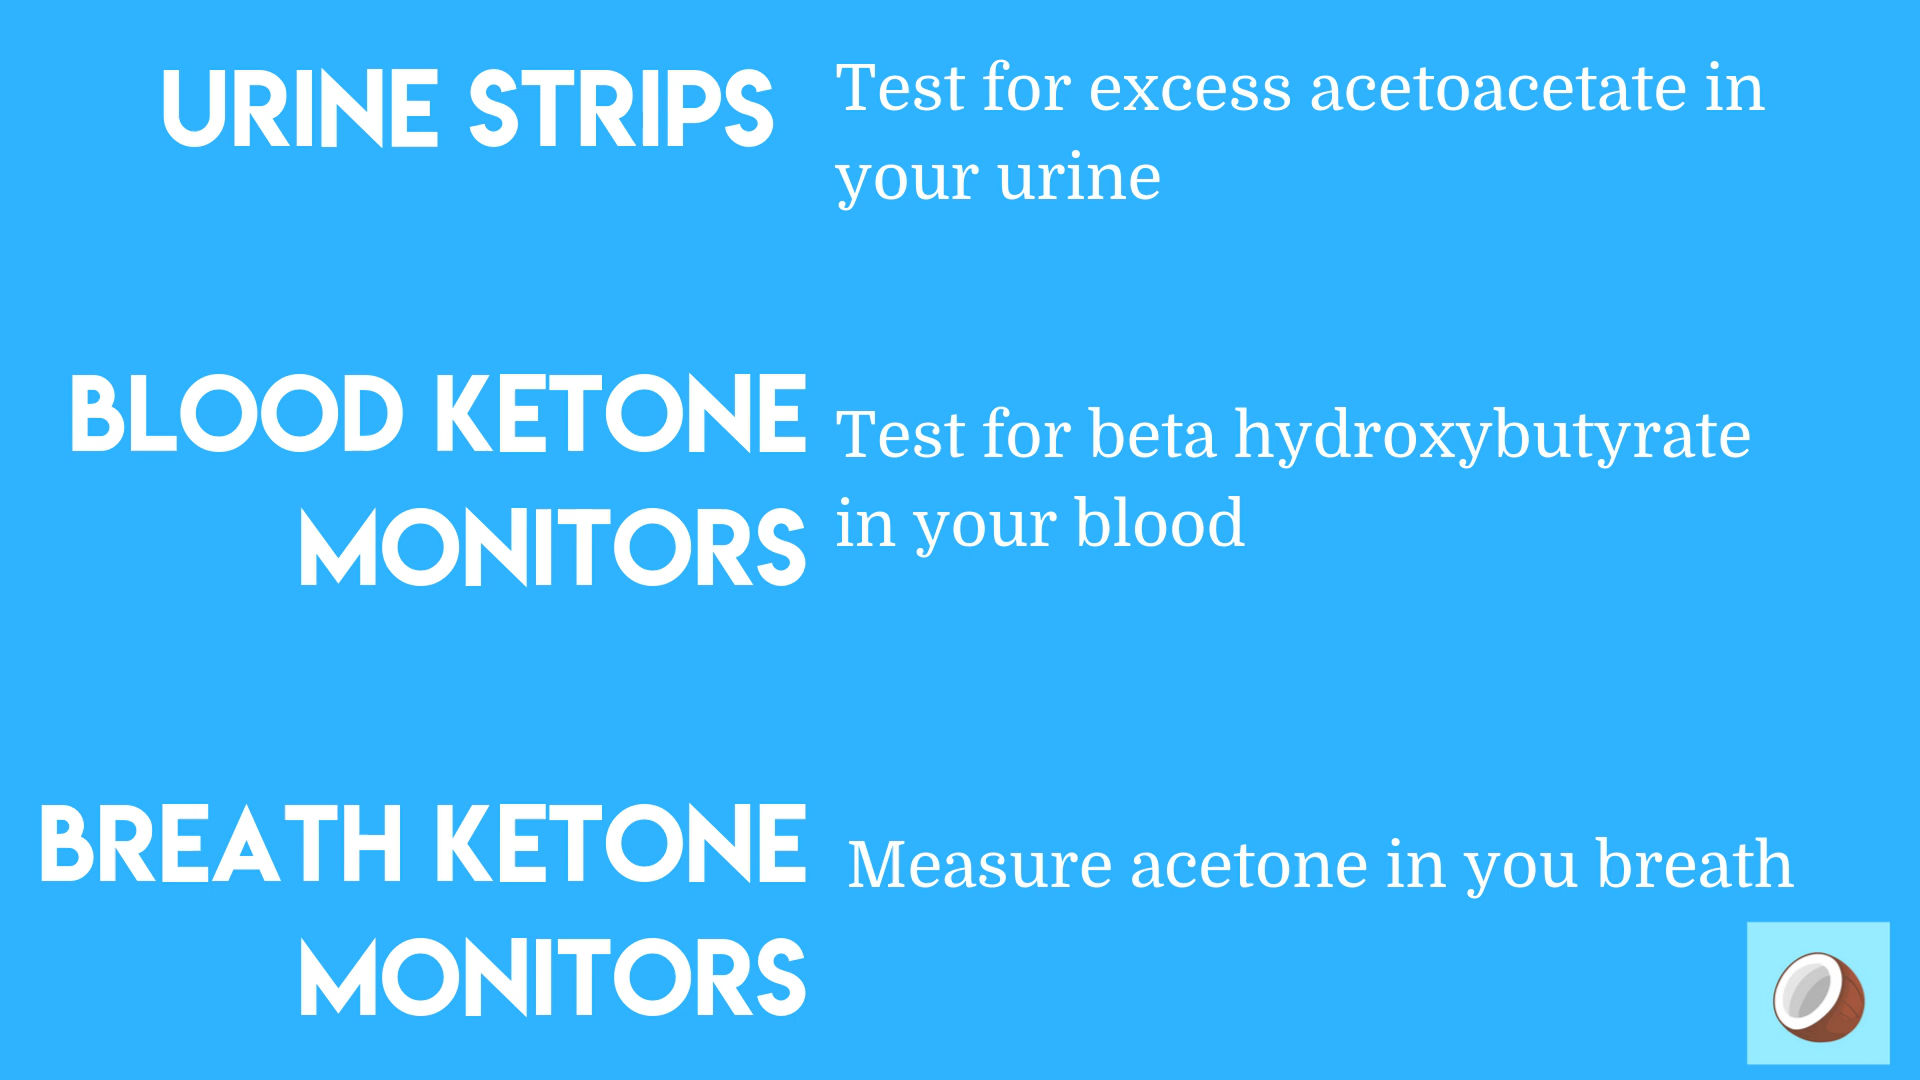 URINE STRIPS
Test for excess acetoacetate in
your urine
BLOOD KETONE
MONITORS
Test for beta hydroxybutyrate
in your blood
BREATH KETONE
MONITORS
Measure acetone in you breath